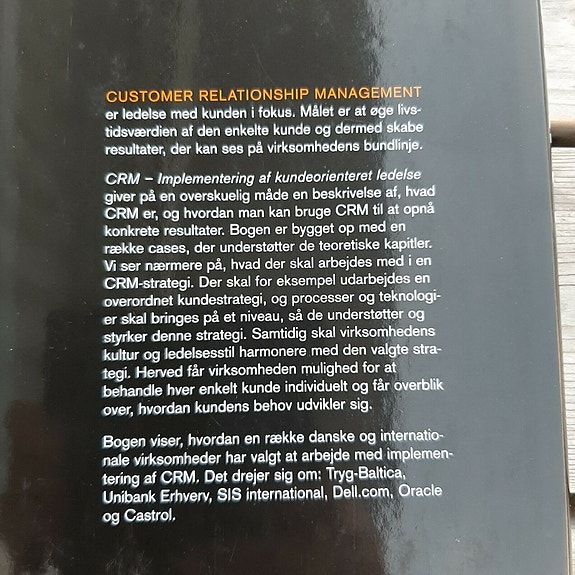 CUSTOMER RELATIONSHIP MANAGEMENT
er ledelse med kunden i fokus. Målet er at øge livs-
tidsværdien af den enkelte kunde og dermed skabe
resultater, der kan ses på virksomhedens bundlinje.
CRM – Implementering af kundeorienteret ledelse
giver på en overskuelig måde en beskrivelse af, hvad
CRM er, og hvordan man kan bruge CRM til at opnå
konkrete resultater. Bogen er bygget op med en
række cases, der understøtter de teoretiske kapitler.
Vi ser nærmere på, hvad der skal arbejdes med i en
CRM-strategi. Der skal for eksempel udarbejdes en
overordnet kundestrategi, og processer og teknologi-
er skal bringes på et niveau, så de understøtter og
styrker denne strategi. Samtidig skal virksomhedens
kultur og ledelsesstil harmonere med den valgte stra-
tegi. Herved får virksomheden mulighed for at
behandle hver enkelt kunde individuelt og får overblik
over, hvordan kundens behov udvikler sig.
Bogen viser, hvordan en række danske og internatio-
nale virksomheder har valgt at arbejde med implemen-
tering af CRM. Det drejer sig om: Tryg-Baltica,
Unibank Erhverv, SIS international, Dell.com, Oracle
og Castrol.